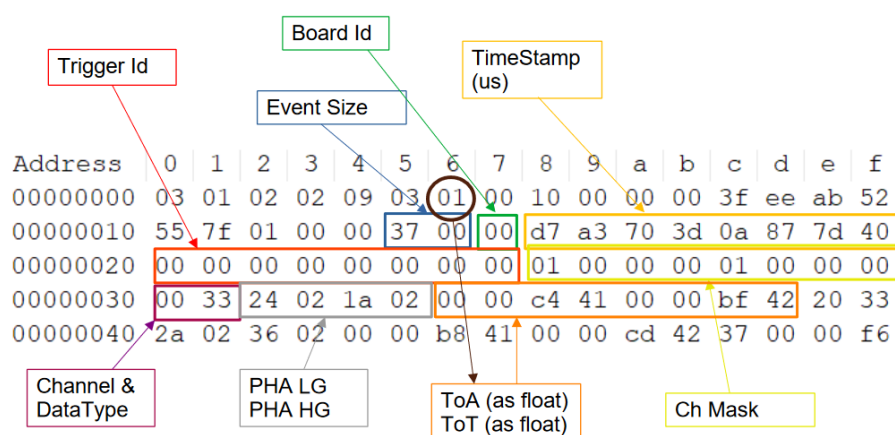 Board Id
Trigger Id
TimeStamp
(us)
Event Size
Address 0 1 2 3 4 5 6 7 8 9 a b c d e f
00000000 03 01 02 02 09 03 01 00 10 00 00 00 3f ee ab 52
00000010 55 7f 01 00 00 37 00 00 d7 a3 70 3d 0a 87 7d 40
00000020 00 00 00 00 00 00 00 00 01 00 00 00 01 00 00 00
00000030 00 33 24 02 1a 02 00 00 c4 41 00 00 bf 42 20 33
00000040 2a 02 36 02 00 00 b8 41 00 00 cd 42 37 00 00 f6
Channel &
DataType
PHA LG
PHA HG
ToA (as float)
ToT (as float)
Ch Mask